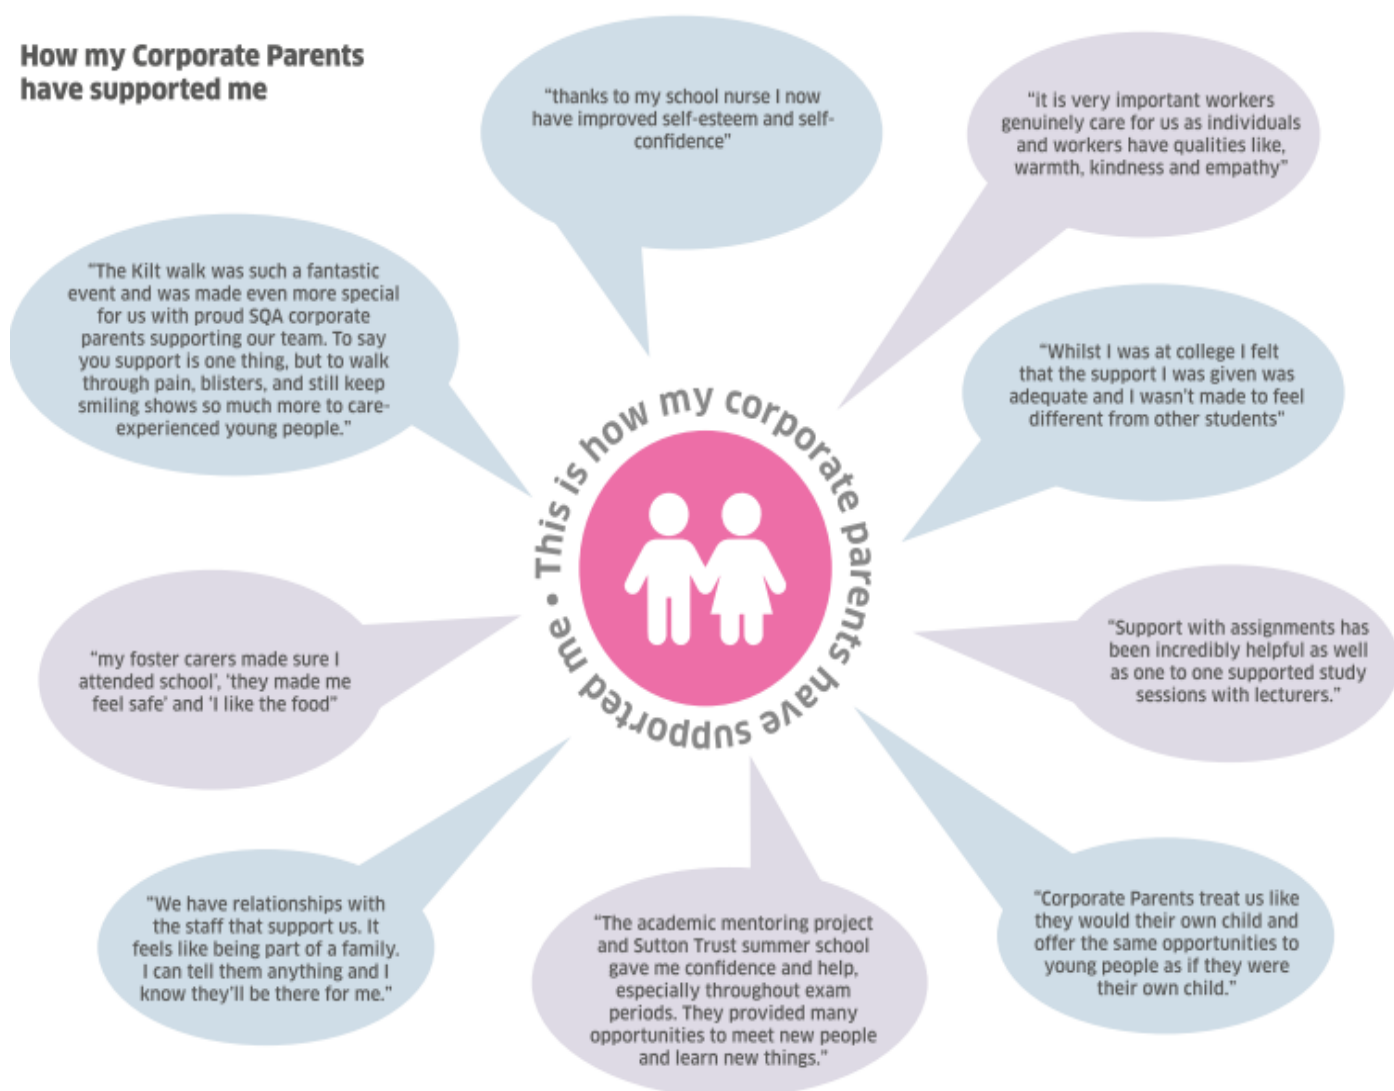 How my Corporate Parents
have supported me
“thanks to my school nurse I now
have improved self-esteem and self-
confidence”
“it is very important workers
genuinely care for us as individuals
and workers have qualities like,
warmth, kindness and empathy”
“The Kilt walk was such a fantastic
event and was made even more special
for us with proud SQA corporate
parents supporting our team. To say
you support is one thing, but to walk
through pain, blisters, and still keep
smiling shows so much more to care-
experienced young people.”
“Whilst I was at college I felt
that the support I was given was
adequate and I wasn't made to feel
different from other students”
This is how my corporate parents have supported me •
“my foster carers made sure I
attended school’, ‘they made me
feel safe’ and ‘I like the food”
“Support with assignments has
been incredibly helpful as well
as one to one supported study
sessions with lecturers.”
“We have relationships with
the staff that support us. It
feels like being part of a family.
I can tell them anything and I
know they’ll be there for me.”
“The academic mentoring project
and Sutton Trust summer school
gave me confidence and help,
especially throughout exam
periods. They provided many
opportunities to meet new people
and learn new things.”
“Corporate Parents treat us like
they would their own child and
offer the same opportunities to
young people as if they were
their own child.”